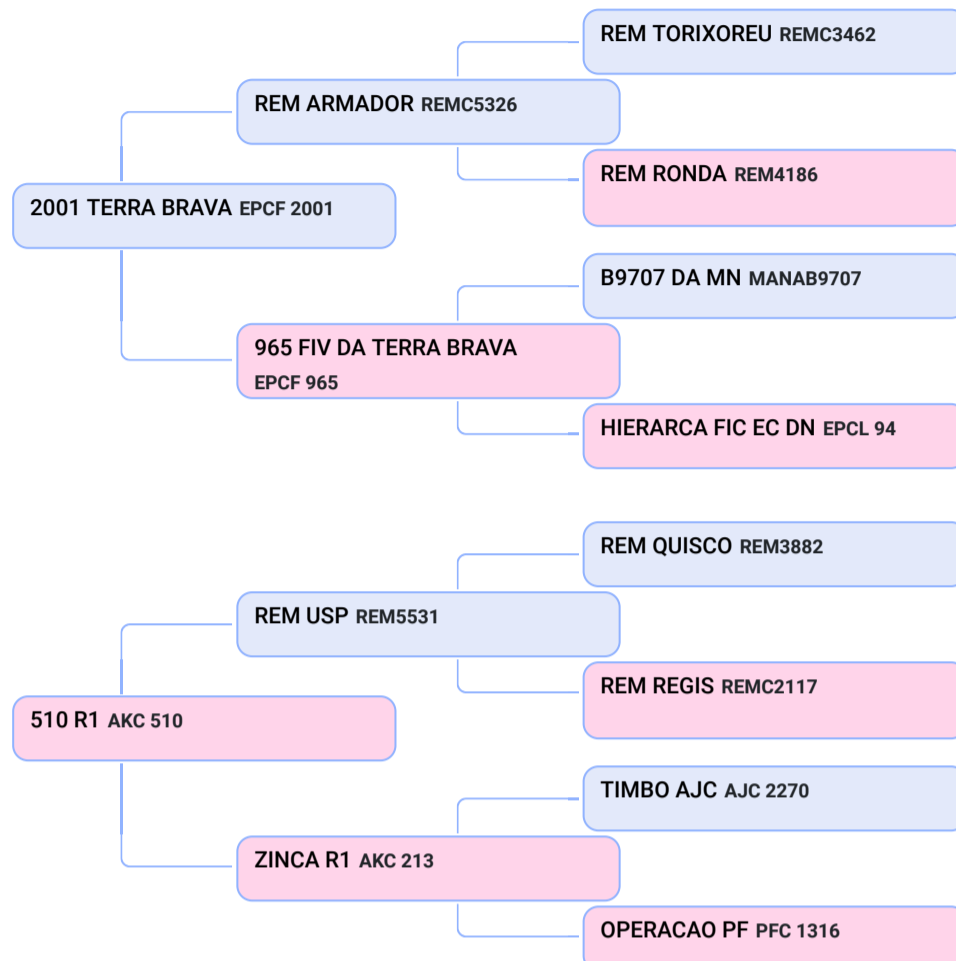 REM TORIXOREU REMC3462
REM ARMADOR REMC5326
REM RONDA REM4186
2001 TERRA BRAVA EPCF 2001
B9707 DA MN MANAB9707
965 FIV DA TERRA BRAVA
EPCF 965
HIERARCA FIC EC DN EPCL 94
REM QUISCO REM3882
REM USP REM5531
REM REGIS REMC2117
510 R1 AKC 510
TIMBO AJC AJC 2270
ZINCA R1 AKC 213
OPERACAO PF PFC 1316